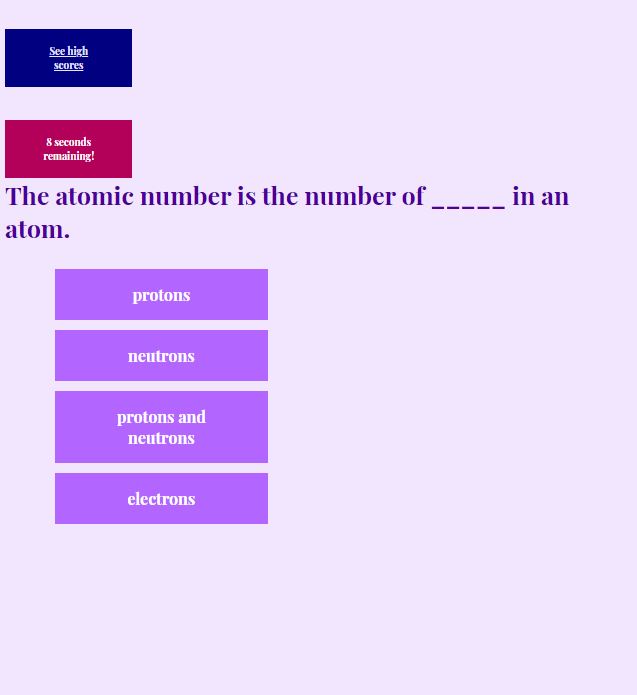 See high
scores
8 seconds
remaining!
The atomic number is the number of _____ in an
atom.
protons
neutrons
protons and
neutrons
electrons